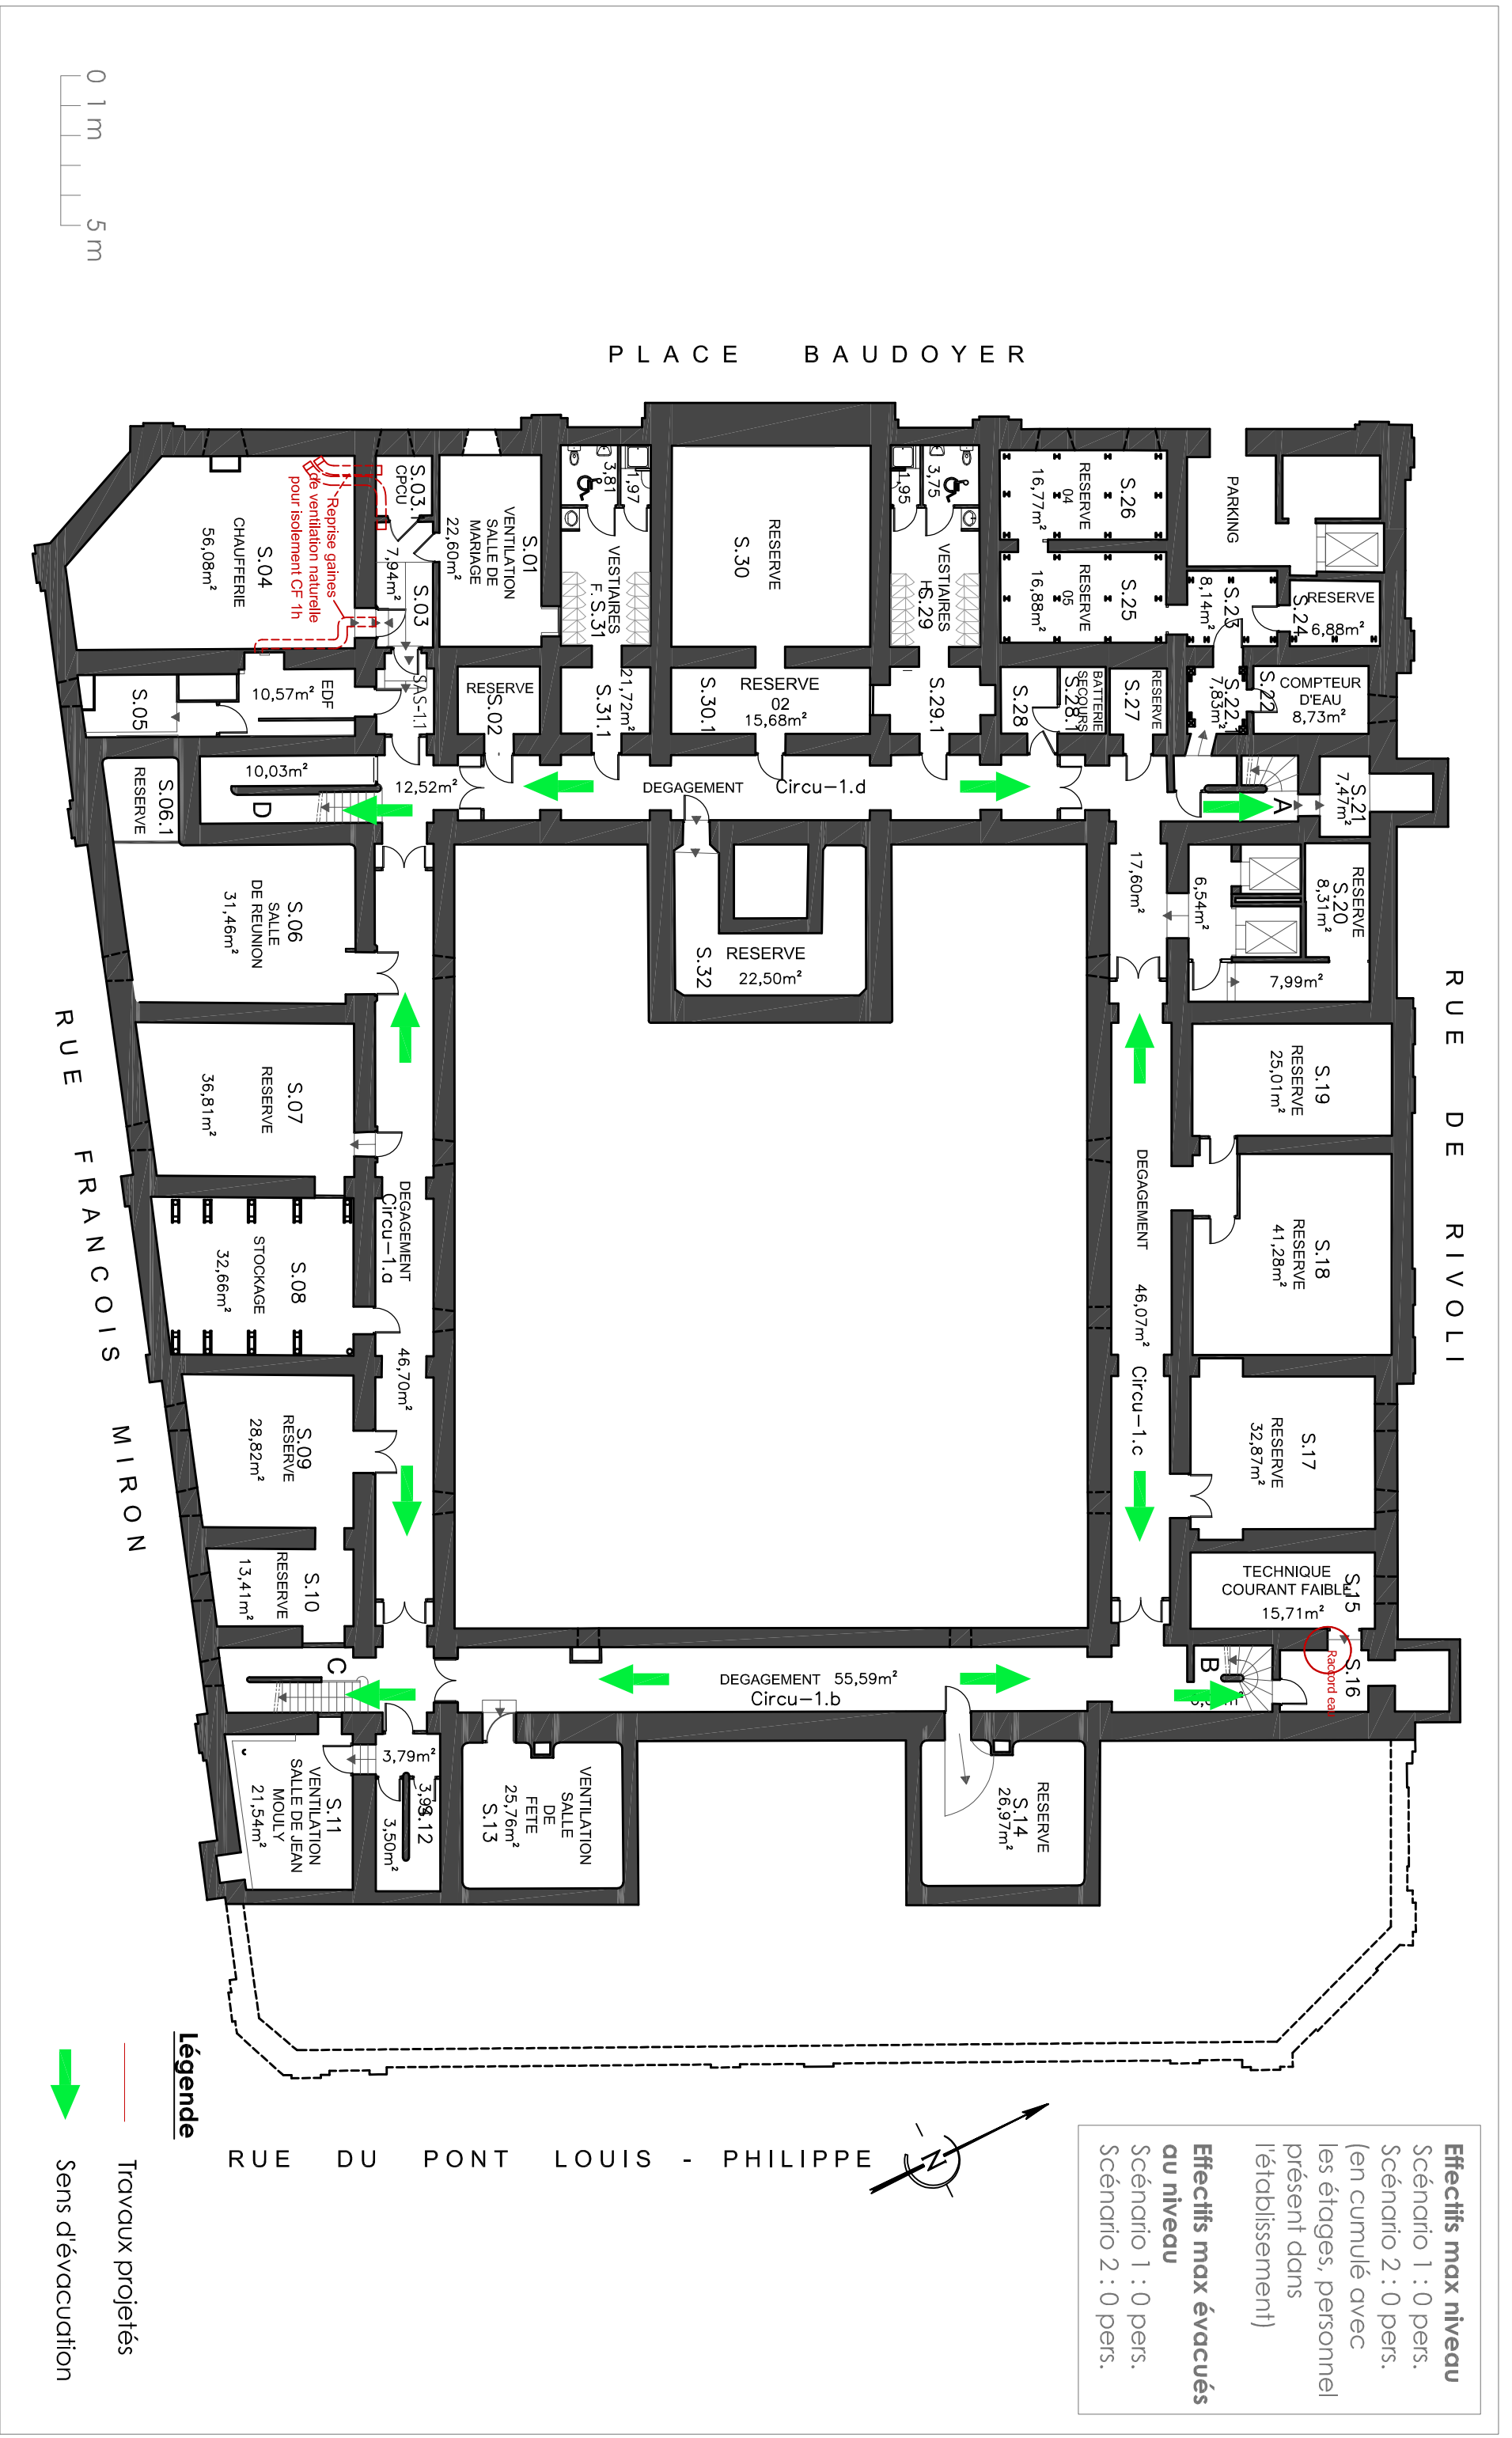 PLACE BAUDOYER
RUE DE RIVOLI
RUE FRANCOIS MIRON
RUE DU PONT LOUIS - PHILIPPE
0 1m 5m
PARKING
S.26
RESERVE
04
16,77m²
S.25
RESERVE
05
16,88m²
S.23
8,14m²
RESERVE
S.24
6,88m²
S.22
COMPTEUR
D'EAU
8,73m²
7,83m²
RESERVE
S.27
BATTERIE
SECOURS
S.28.1
S.28
S.21
7,47m²
A
RESERVE
S.20
8,31m²
6,54m²
7,99m²
17,60m²
3,75
1,95
VESTIAIRES
H.
S.29
S.29.1
RESERVE
S.30
S.30.1
RESERVE
02
15,68m²
1,97
3,81
VESTIAIRES
F.
S.31
S.31.1
21,72m²
S.01
VENTILATION
SALLE DE
MARIAGE
22,60m²
RESERVE
S.02
S.03.1
CPCU
S.03
7,94m²
SAS-1.1
S.04
CHAUFFERIE
56,08m²
Reprise gaines
de ventilation naturelle
pour isolement CF 1h
EDF
10,57m²
S.05
10,03m²
D
12,52m²
DEGAGEMENT
Circu-1.d
RESERVE
22,50m²
S.32
S.06.1
RESERVE
S.06
SALLE
DE REUNION
31,46m²
S.07
RESERVE
36,81m²
S.08
STOCKAGE
32,66m²
S.09
RESERVE
28,82m²
S.10
RESERVE
13,41m²
DEGAGEMENT
Circu-1.a
46,70m²
C
DEGAGEMENT 55,59m²
Circu-1.b
DEGAGEMENT 46,07m² Circu-1.c
S.19
RESERVE
25,01m²
S.18
RESERVE
41,28m²
S.17
RESERVE
32,87m²
S.15
TECHNIQUE
COURANT FAIBLE
15,71m²
S.16
Raccord eau
B
S.11
VENTILATION
SALLE DE JEAN
MOULY
21,54m²
3,79m²
S.12
3,50m²
VENTILATION
SALLE
DE
FETE
25,76m²
S.13
RESERVE
S.14
26,97m²
N
Effectifs max niveau
Scénario 1 : 0 pers.
Scénario 2 : 0 pers.
(en cumulé avec
les étages, personnel
présent dans
l'établissement)
Effectifs max évacués
au niveau
Scénario 1 : 0 pers.
Scénario 2 : 0 pers.
Légende
Travaux projetés
Sens d'évacuation